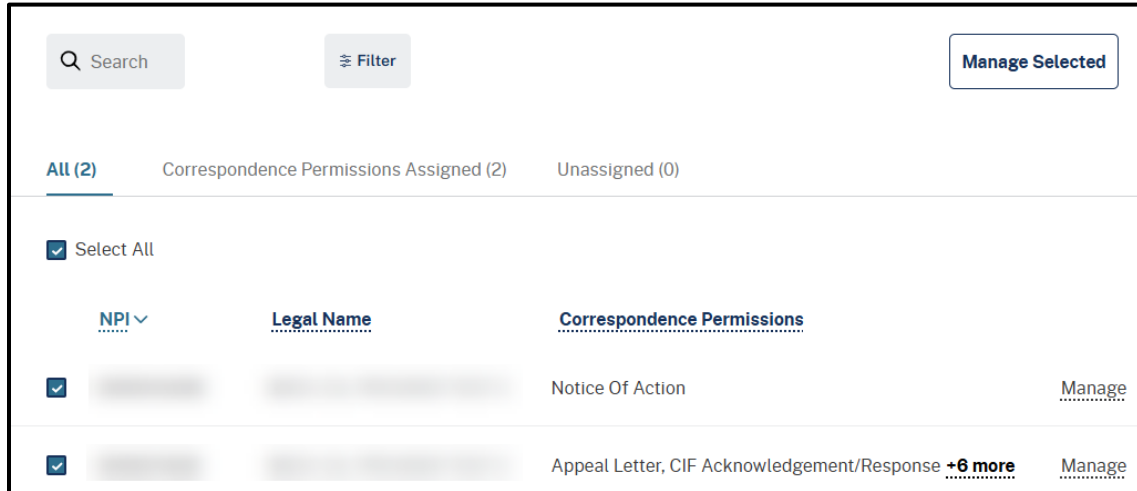 Search Filter Manage Selected
All (2) Correspondence Permissions Assigned (2) Unassigned (0)
Select All
NPI Legal Name Correspondence Permissions
Notice Of Action Manage
Appeal Letter, CIF Acknowledgement/Response +6 more Manage